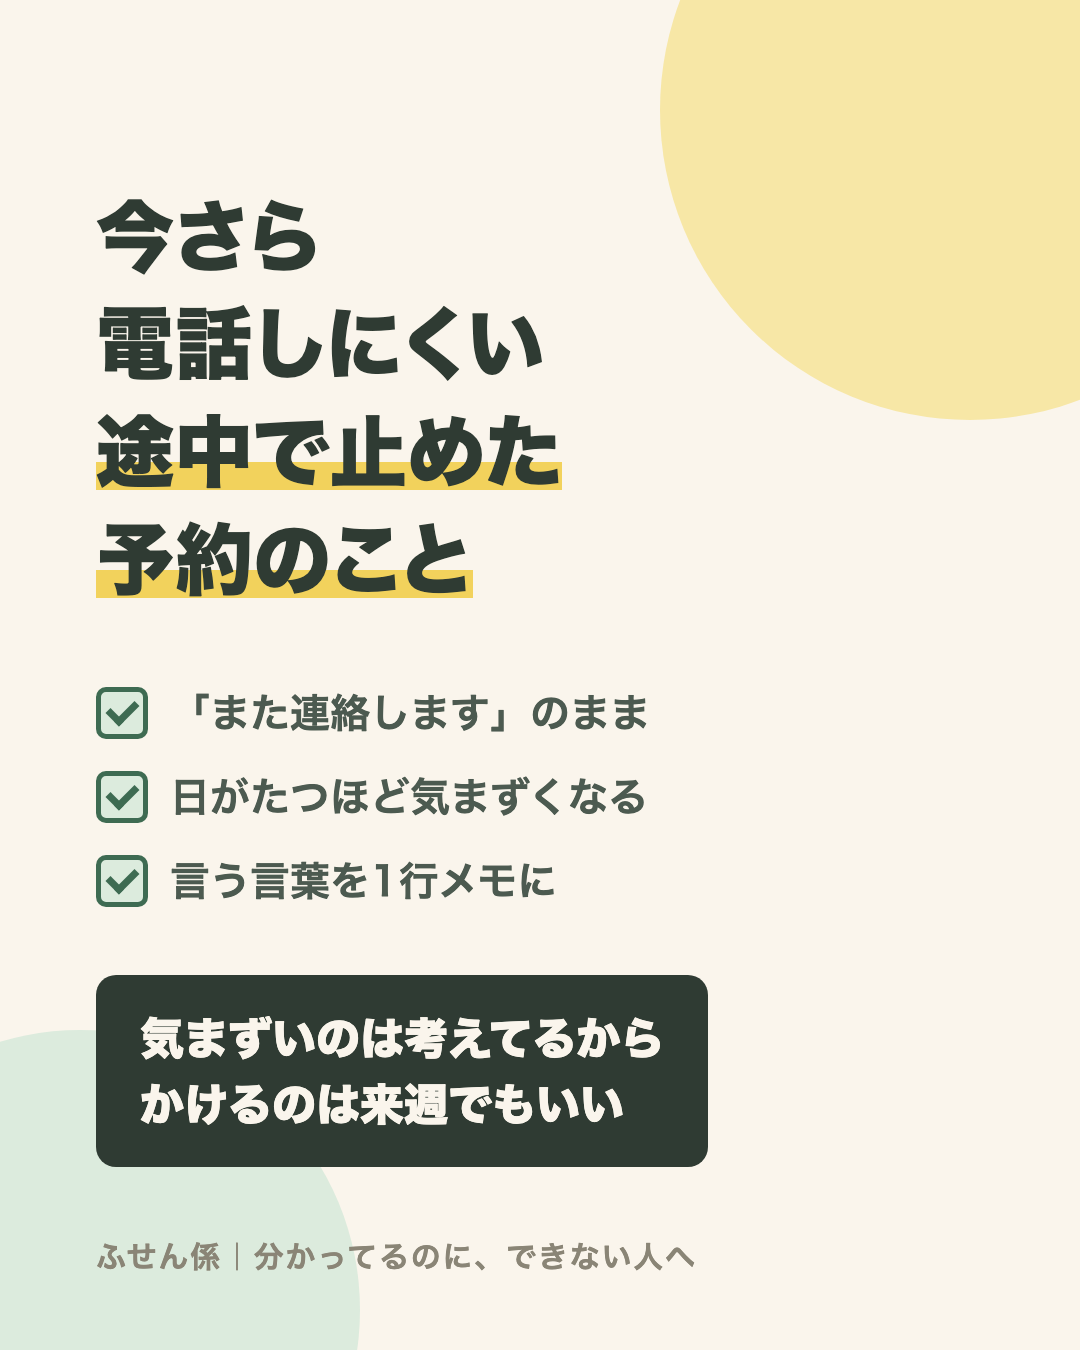 今さら
電話しにくい
途中で止めた
予約のこと
「また連絡します」のまま
日がたつほど気まずくなる
言う言葉を1行メモに
気まずいのは考えてるから
かけるのは来週でもいい
ふせん係｜分かってるのに、できない人へ